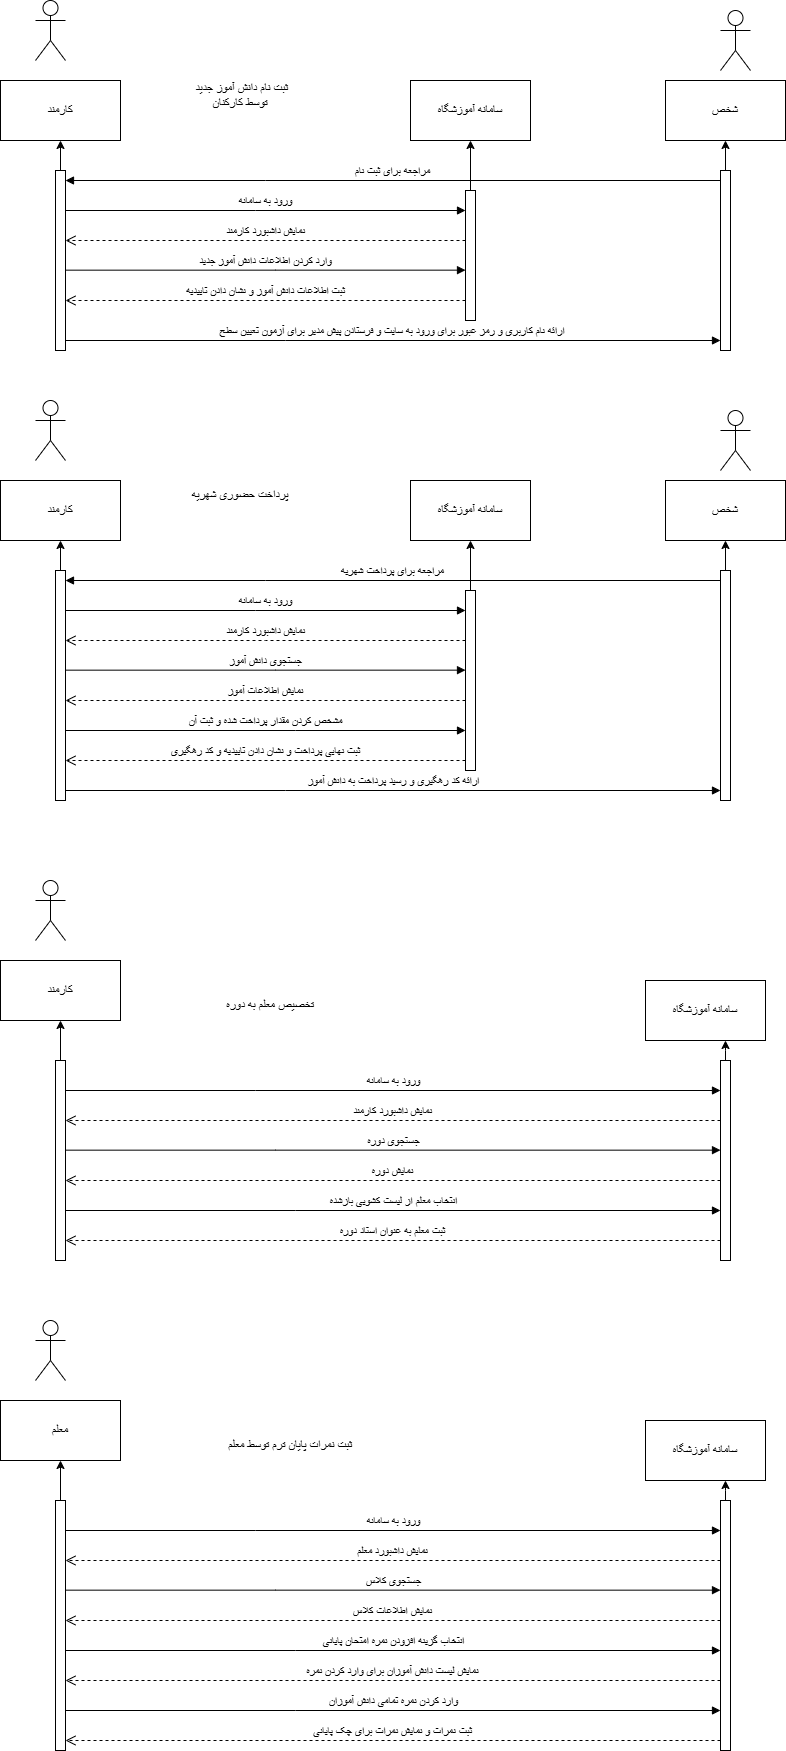 ثبت نام دانش آموز جدید
توسط کارکنان
کارمند
سامانه آموزشگاه
شخص
مراجعه برای ثبت نام
ورود به سامانه
نمایش داشبورد کارمند
وارد کردن اطلاعات دانش آموز جدید
ثبت اطلاعات دانش آموز و نشان دادن تاییدیه
ارائه نام کاربری و رمز عبور برای ورود به سایت و فرستادن پیش مدیر برای آزمون تعیین سطح
پرداخت حضوری شهریه
کارمند
سامانه آموزشگاه
شخص
مراجعه برای پرداخت شهریه
ورود به سامانه
نمایش داشبورد کارمند
جستجوی دانش آموز
نمایش اطلاعات آموز
مشخص کردن مقدار پرداخت شده و ثبت آن
ثبت نهایی پرداخت و نشان دادن تاییدیه و کد رهگیری
ارائه کد رهگیری و رسید پرداخت به دانش آموز
کارمند
تخصیص معلم به دوره
سامانه آموزشگاه
ورود به سامانه
نمایش داشبورد کارمند
جستجوی دوره
نمایش دوره
انتخاب معلم از لیست کشویی بازشده
ثبت معلم به عنوان استاد دوره
معلم
ثبت نمرات پایان ترم توسط معلم
سامانه آموزشگاه
ورود به سامانه
نمایش داشبورد معلم
جستجوی کلاس
نمایش اطلاعات کلاس
انتخاب گزینه افزودن نمره امتحان پایانی
نمایش لیست دانش آموزان برای وارد کردن نمره
وارد کردن نمره تمامی دانش آموزان
ثبت نمرات و نمایش نمرات برای چک پایانی